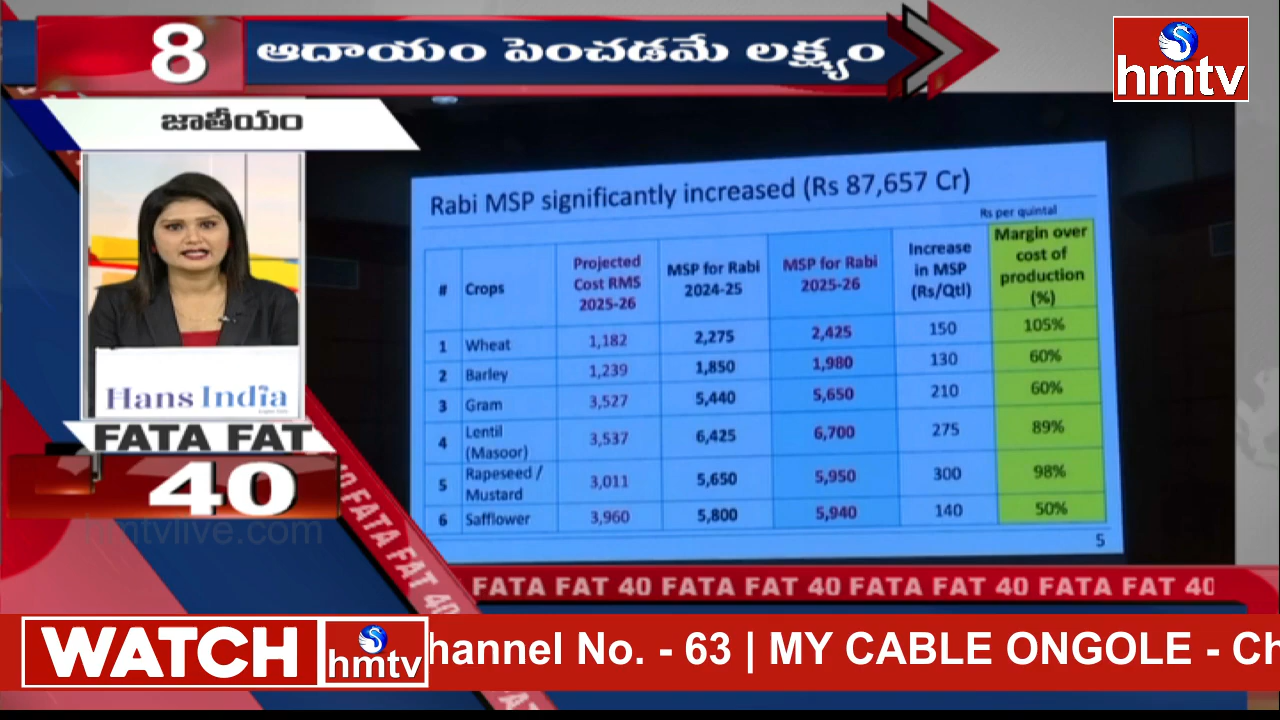 8
ఆదాయం పెంచడమే లక్ష్యం
hmtv
జాతీయం
Hans India
FATA FAT
40
hmtvlive.com
Rabi MSP significantly increased (Rs 87,657 Cr)
Rs per quintal
# Crops Projected Cost RMS 2025-26 MSP for Rabi 2024-25 MSP for Rabi 2025-26 Increase in MSP (Rs/Qtl) Margin over cost of production (%)
1 Wheat 1,182 2,275 2,425 150 105%
2 Barley 1,239 1,850 1,980 130 60%
3 Gram 3,527 5,440 5,650 210 60%
4 Lentil (Masoor) 3,537 6,425 6,700 275 89%
5 Rapeseed / Mustard 3,011 5,650 5,950 300 98%
6 Safflower 3,960 5,800 5,940 140 50%
5
40 FATA FAT 40
FATA FAT 40 FATA FAT 40 FATA FAT 40 FATA FAT 40
WATCH hmtv hannel No. - 63 | MY CABLE ONGOLE - Ch